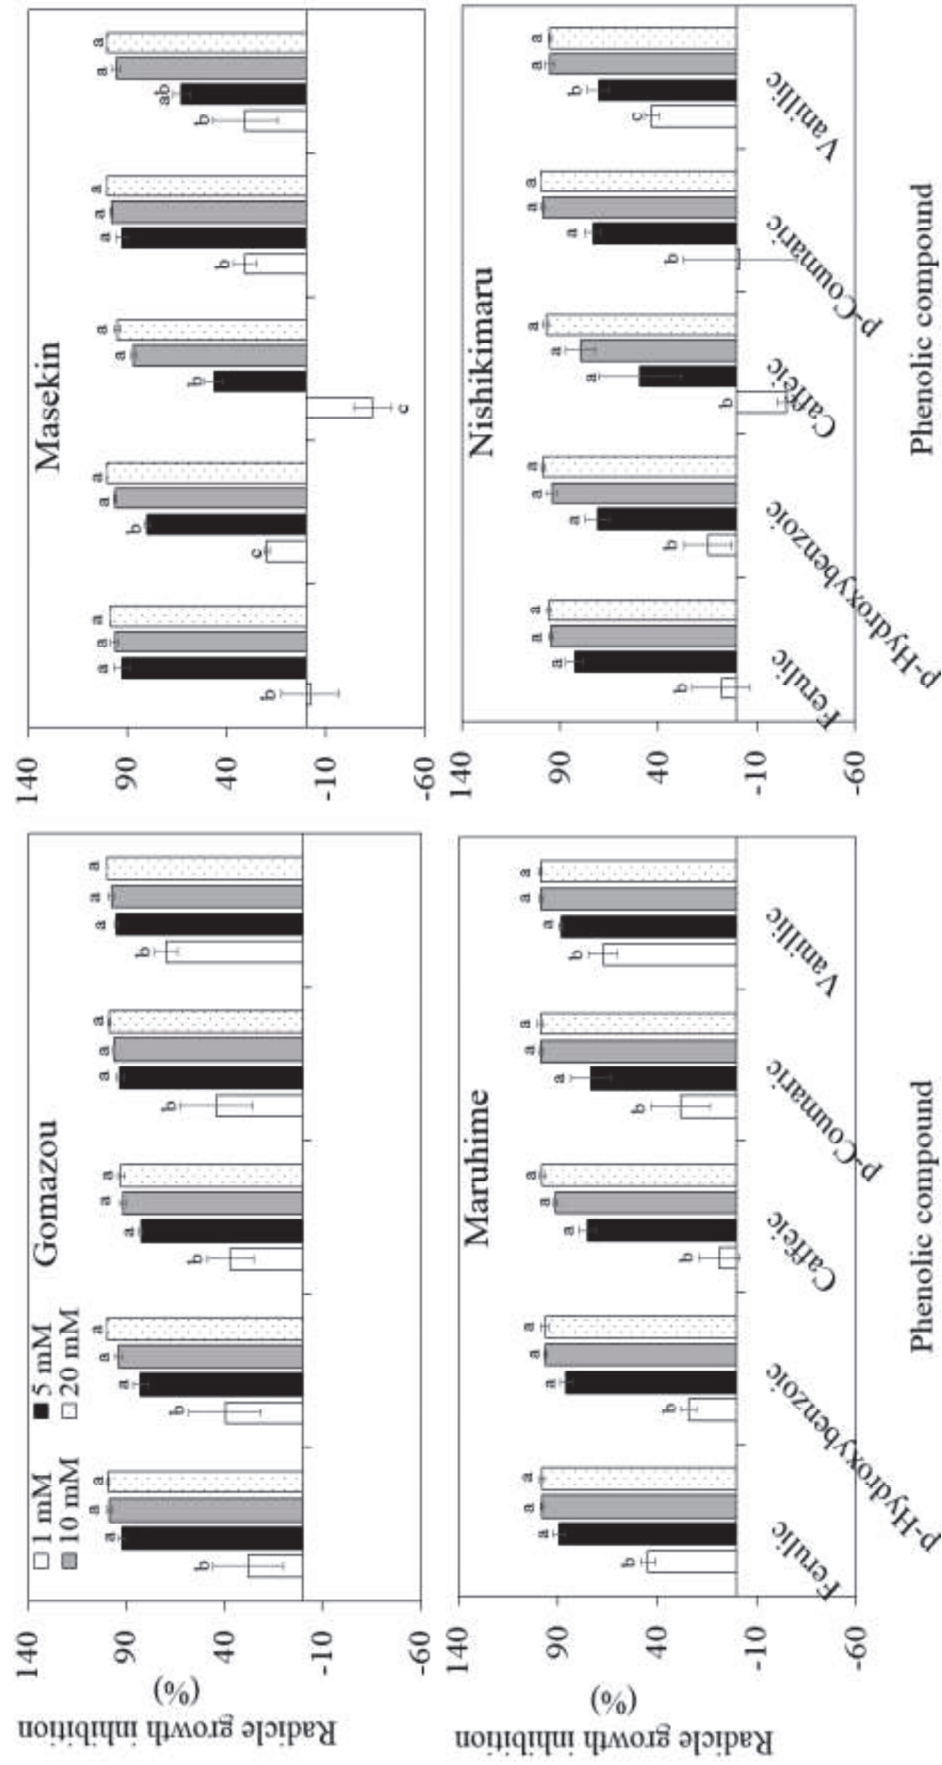 Radicle growth inhibition
(%)
140
90
40
-10
-60
1 mM 5 mM
10 mM 20 mM
Gomazou
b a a a b a a a b a a a b a a a b a a a
140
90
40
-10
-60
Masekin
b a a a c b a a c b a a b a a a b ab a a
Radicle growth inhibition
(%)
140
90
40
-10
-60
Maruhime
b a a a b a a a b a a a b a a a b a a a
Ferulic
p-Hydroxybenzoic
Caffeic
p-Coumaric
Vanillic
Phenolic compound
140
90
40
-10
-60
Nishikimaru
b a a a b a a a b a a a b a a a c b a a
Ferulic
p-Hydroxybenzoic
Caffeic
p-Coumaric
Vanillic
Phenolic compound